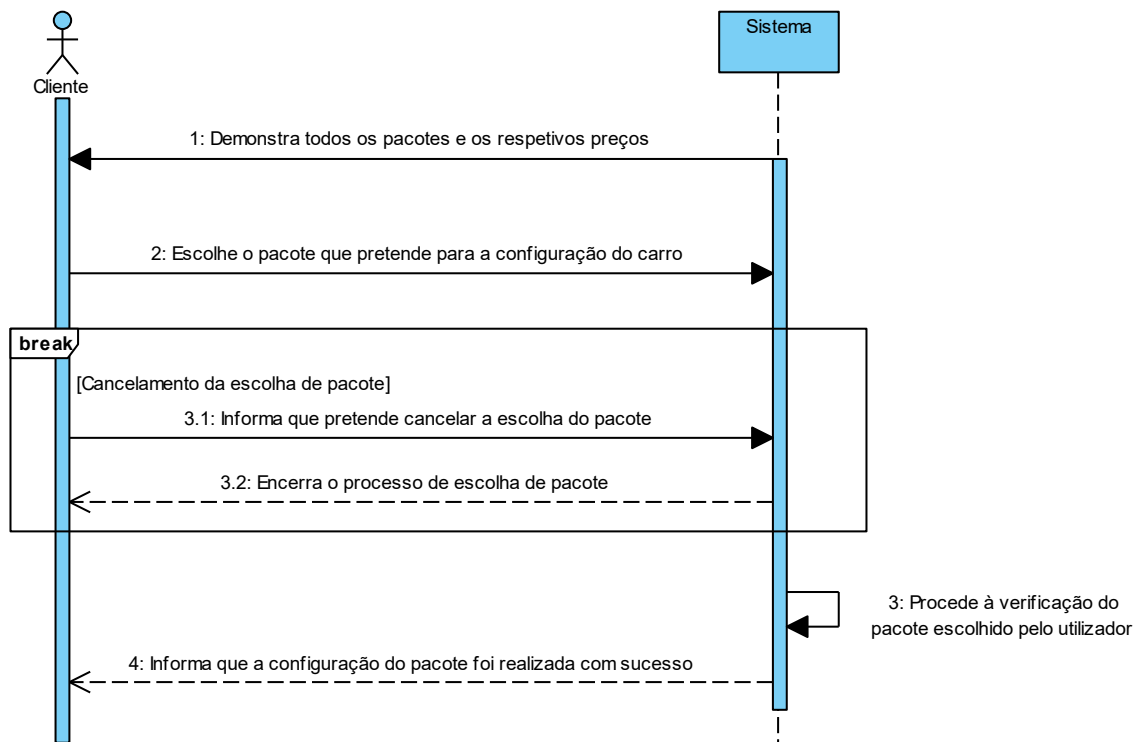 Cliente
Sistema
1: Demonstra todos os pacotes e os respetivos preços
2: Escolhe o pacote que pretende para a configuração do carro
break
[Cancelamento da escolha de pacote]
3.1: Informa que pretende cancelar a escolha do pacote
3.2: Encerra o processo de escolha de pacote
3: Procede à verificação do
pacote escolhido pelo utilizador
4: Informa que a configuração do pacote foi realizada com sucesso